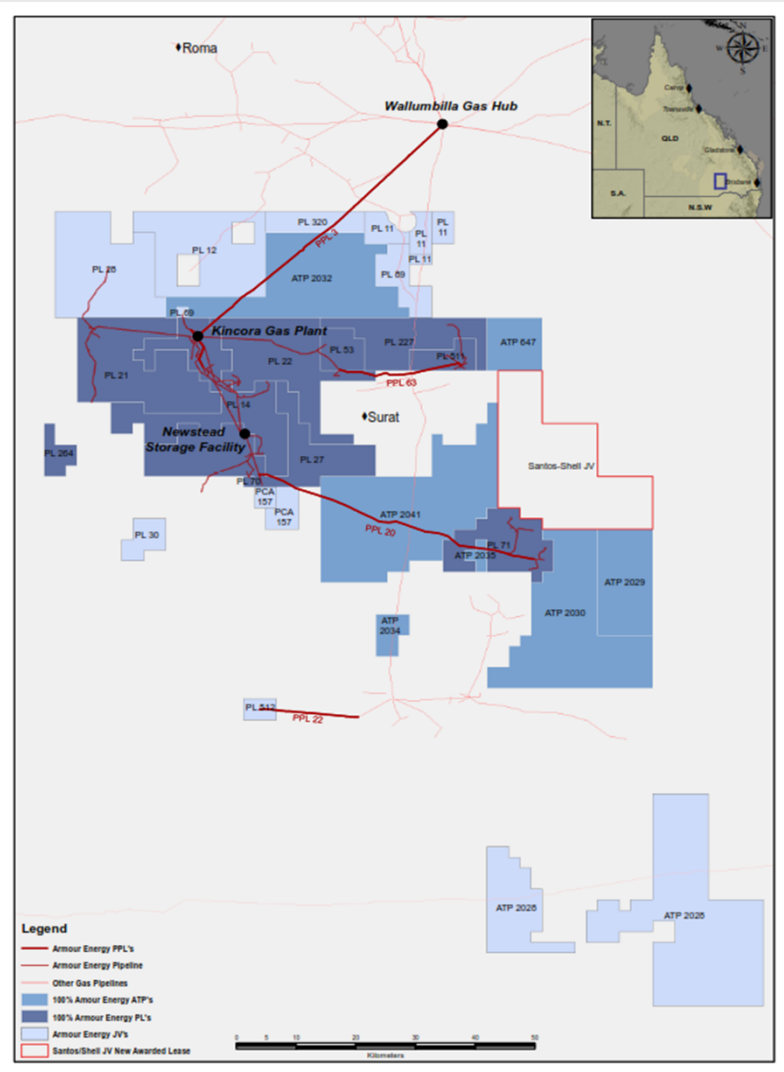 Roma
Wallumbilla Gas Hub
N
W
E
S
Cairns
Townsville
N.T.
QLD
Gladstone
Brisbane
S.A.
N.S.W
PL 320
PPL 3
PL 11
PL
11
PL
11
PL 11
PL 12
PL 28
ATP 2032
PL 69
PL 69
Kincora Gas Plant
PL 53
PL 227
PL 511
ATP 647
PL 21
PL 22
PPL 63
PL 14
Surat
Newstead
Storage Facility
PL 264
PL 27
Santos-Shell JV
PL 70
PCA
157
PCA
157
PL 30
ATP 2041
PPL 20
PL 71
ATP 2035
ATP 2029
ATP 2030
ATP
2034
PL 512
PPL 22
ATP 2028
ATP 2028
Legend
Armour Energy PPL's
Armour Energy Pipeline
Other Gas Pipelines
100% Amour Energy ATP's
100% Armour Energy PL's
Armour Energy JV's
Santos/Shell JV New Awarded Lease
0 5 10 20 30 40 50
Kilometers